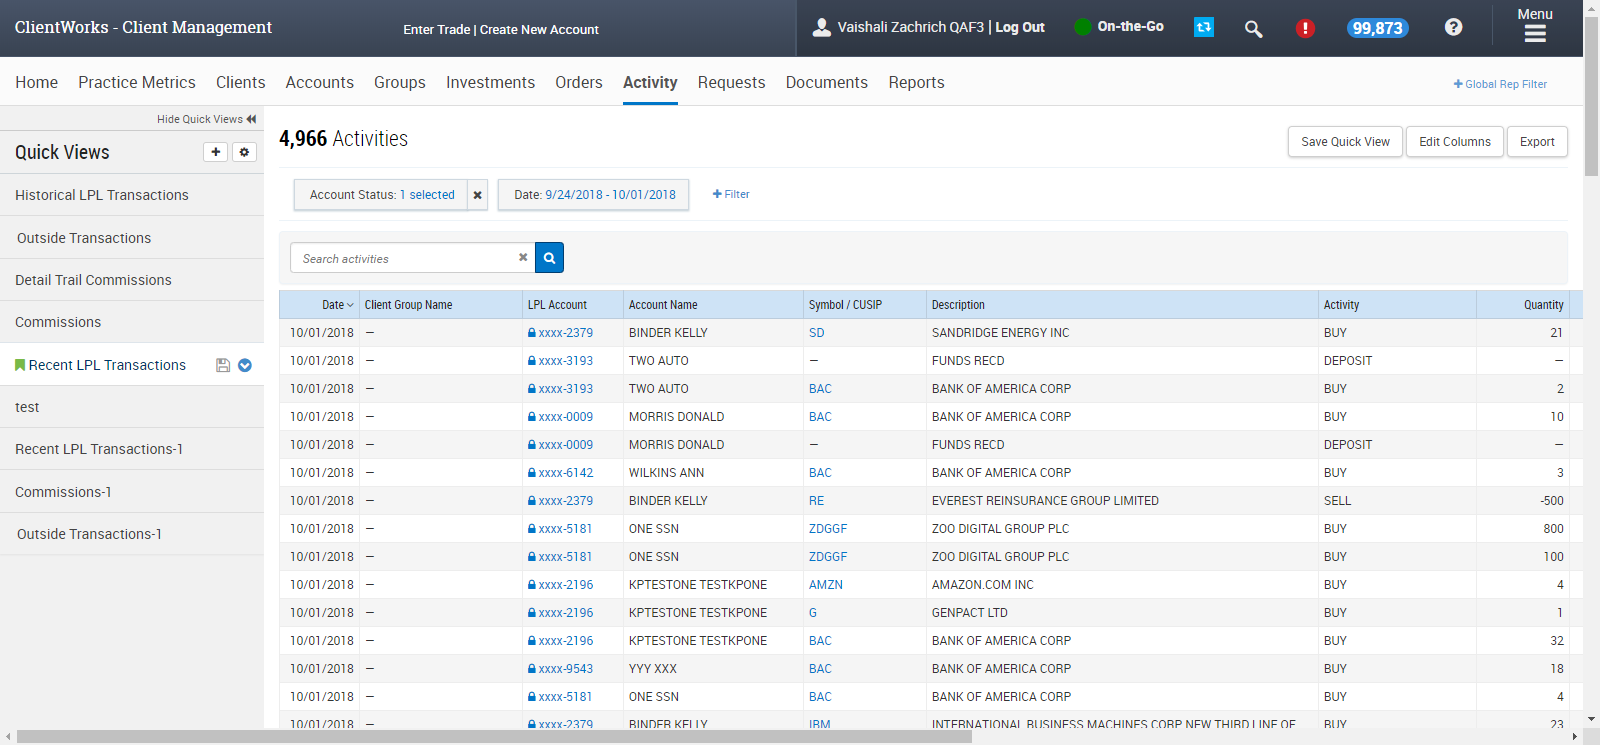 ClientWorks - Client Management
Enter Trade | Create New Account
Vaishali Zachrich QAF3 | Log Out
On-the-Go
99,873
Menu
Home Practice Metrics Clients Accounts Groups Investments Orders Activity Requests Documents Reports
+ Global Rep Filter
Hide Quick Views
Quick Views
Historical LPL Transactions
Outside Transactions
Detail Trail Commissions
Commissions
Recent LPL Transactions
test
Recent LPL Transactions-1
Commissions-1
Outside Transactions-1
4,966 Activities
Save Quick View Edit Columns Export
Account Status: 1 selected
Date: 9/24/2018 - 10/01/2018
+ Filter
Search activities
Date Client Group Name LPL Account Account Name Symbol / CUSIP Description Activity Quantity
10/01/2018 — xxxx-2379 BINDER KELLY SD SANDRIDGE ENERGY INC BUY 21
10/01/2018 — xxxx-3193 TWO AUTO — FUNDS RECD DEPOSIT —
10/01/2018 — xxxx-3193 TWO AUTO BAC BANK OF AMERICA CORP BUY 2
10/01/2018 — xxxx-0009 MORRIS DONALD BAC BANK OF AMERICA CORP BUY 10
10/01/2018 — xxxx-0009 MORRIS DONALD — FUNDS RECD DEPOSIT —
10/01/2018 — xxxx-6142 WILKINS ANN BAC BANK OF AMERICA CORP BUY 3
10/01/2018 — xxxx-2379 BINDER KELLY RE EVEREST REINSURANCE GROUP LIMITED SELL -500
10/01/2018 — xxxx-5181 ONE SSN ZDGGF ZOO DIGITAL GROUP PLC BUY 800
10/01/2018 — xxxx-5181 ONE SSN ZDGGF ZOO DIGITAL GROUP PLC BUY 100
10/01/2018 — xxxx-2196 KPTESTONE TESTKPONE AMZN AMAZON.COM INC BUY 4
10/01/2018 — xxxx-2196 KPTESTONE TESTKPONE G GENPACT LTD BUY 1
10/01/2018 — xxxx-2196 KPTESTONE TESTKPONE BAC BANK OF AMERICA CORP BUY 32
10/01/2018 — xxxx-9543 YYY XXX BAC BANK OF AMERICA CORP BUY 18
10/01/2018 — xxxx-5181 ONE SSN BAC BANK OF AMERICA CORP BUY 4
10/01/2018 — xxxx-2379 BINDER KELLY IBM INTERNATIONAL BUSINESS MACHINES CORP NEW THIRD LINE OF BUY 23